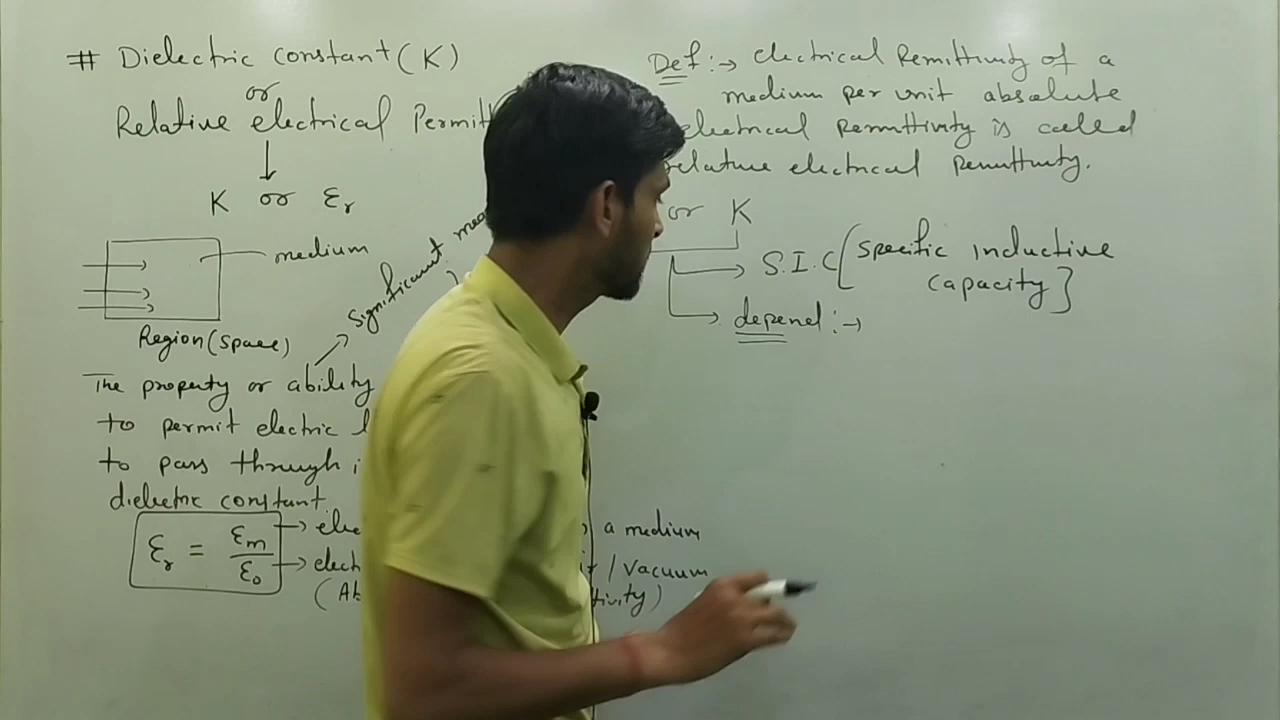 # Dielectric constant (K)
or
Relative electrical Permitt
↓
K or εr
medium
Region (space)
significant mea
The property or ability
to permit electric l
to pass through i
dielectric constant.
εr = εm/ε0
→ elec a medium
→ elect / vacuum
(Ab tivity)
Def :→ electrical Permittivity of a
medium per unit absolute
electrical permittivity is called
relative electrical Permittivity.
or K
→ S.I.C [specific inductive
capacity]
→ depend :→